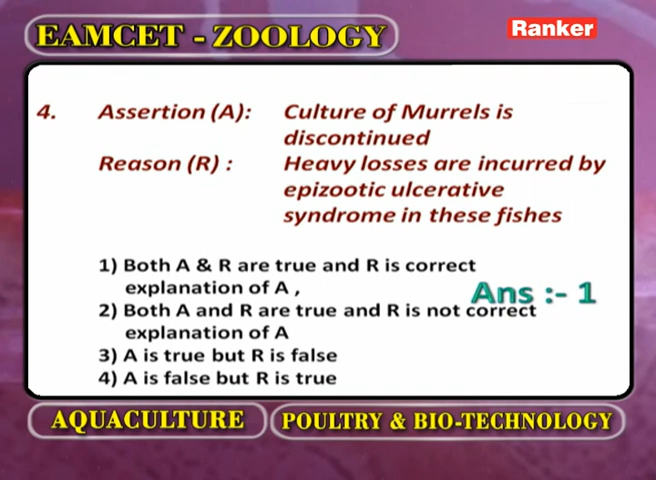 EAMCET - ZOOLOGY
Ranker
4. Assertion (A): Culture of Murrels is
discontinued
Reason (R) : Heavy losses are incurred by
epizootic ulcerative
syndrome in these fishes
1) Both A & R are true and R is correct
explanation of A ,
Ans :- 1
2) Both A and R are true and R is not correct
explanation of A
3) A is true but R is false
4) A is false but R is true
AQUACULTURE
POULTRY & BIO-TECHNOLOGY